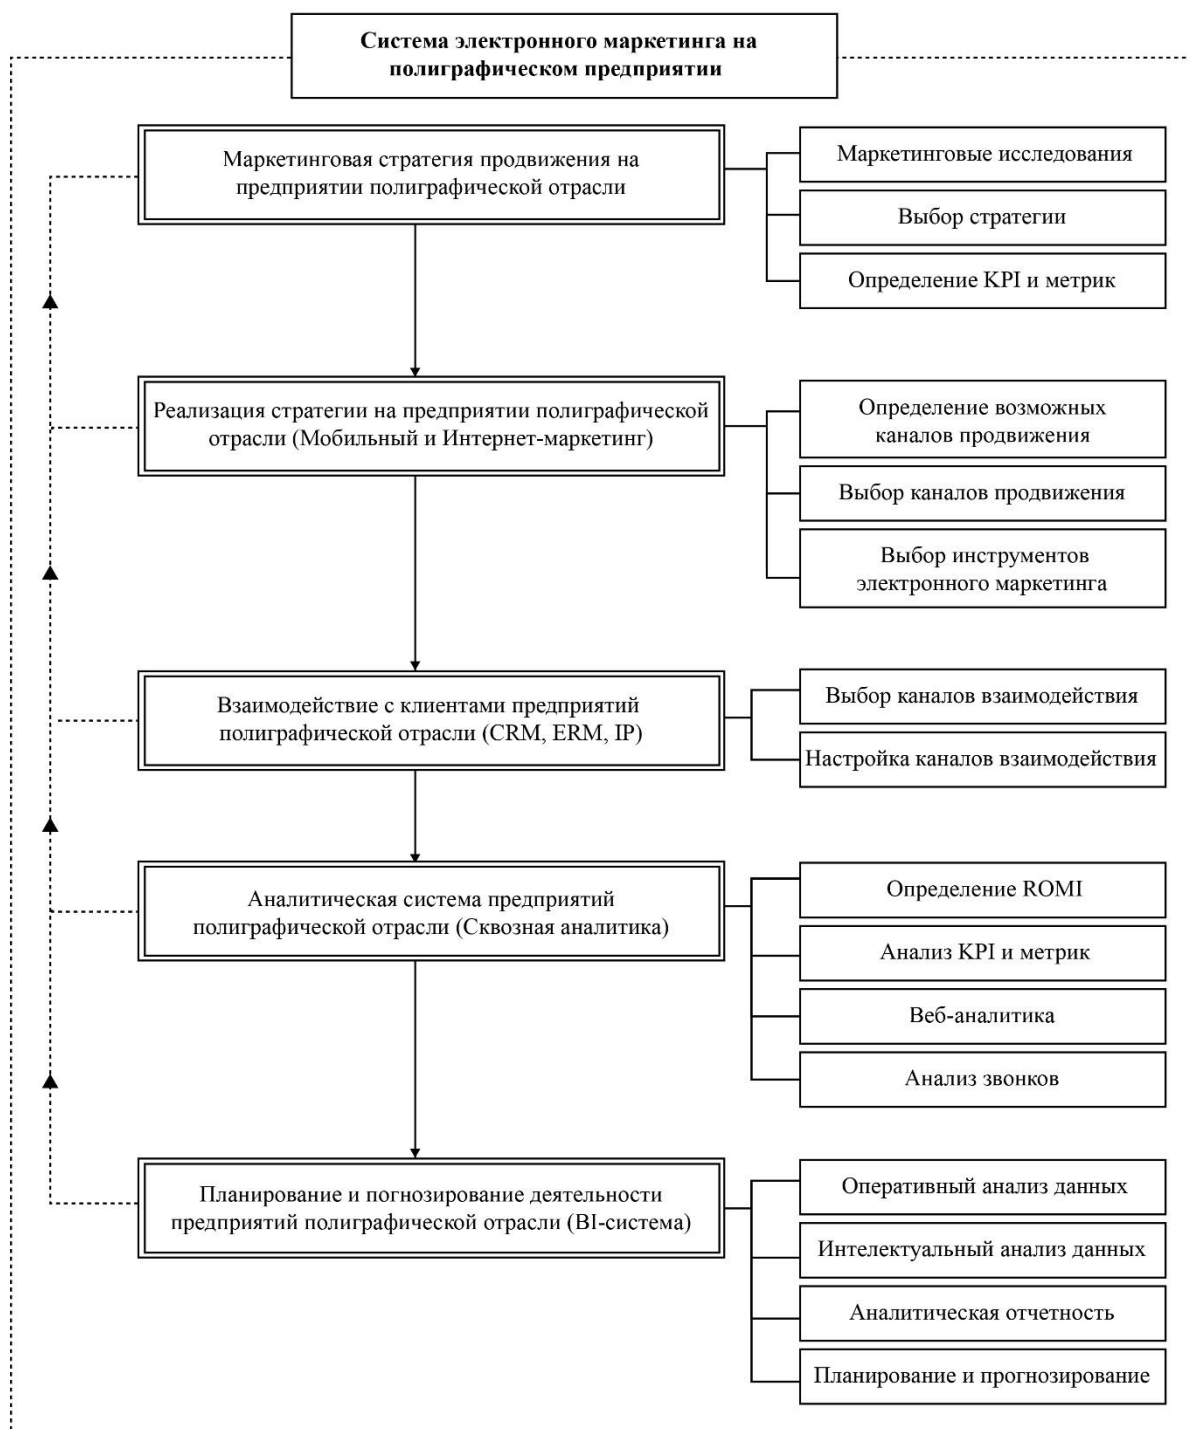 Система электронного маркетинга на
полиграфическом предприятии
Маркетинговая стратегия продвижения на
предприятии полиграфической отрасли
Маркетинговые исследования
Выбор стратегии
Определение KPI и метрик
Реализация стратегии на предприятии полиграфической
отрасли (Мобильный и Интернет-маркетинг)
Определение возможных
каналов продвижения
Выбор каналов продвижения
Выбор инструментов
электронного маркетинга
Взаимодействие с клиентами предприятий
полиграфической отрасли (CRM, ERM, IP)
Выбор каналов взаимодействия
Настройка каналов взаимодействия
Аналитическая система предприятий
полиграфической отрасли (Сквозная аналитика)
Определение ROMI
Анализ KPI и метрик
Веб-аналитика
Анализ звонков
Планирование и погнозирование деятельности
предприятий полиграфической отрасли (BI-система)
Оперативный анализ данных
Интелектуальный анализ данных
Аналитическая отчетность
Планирование и прогнозирование